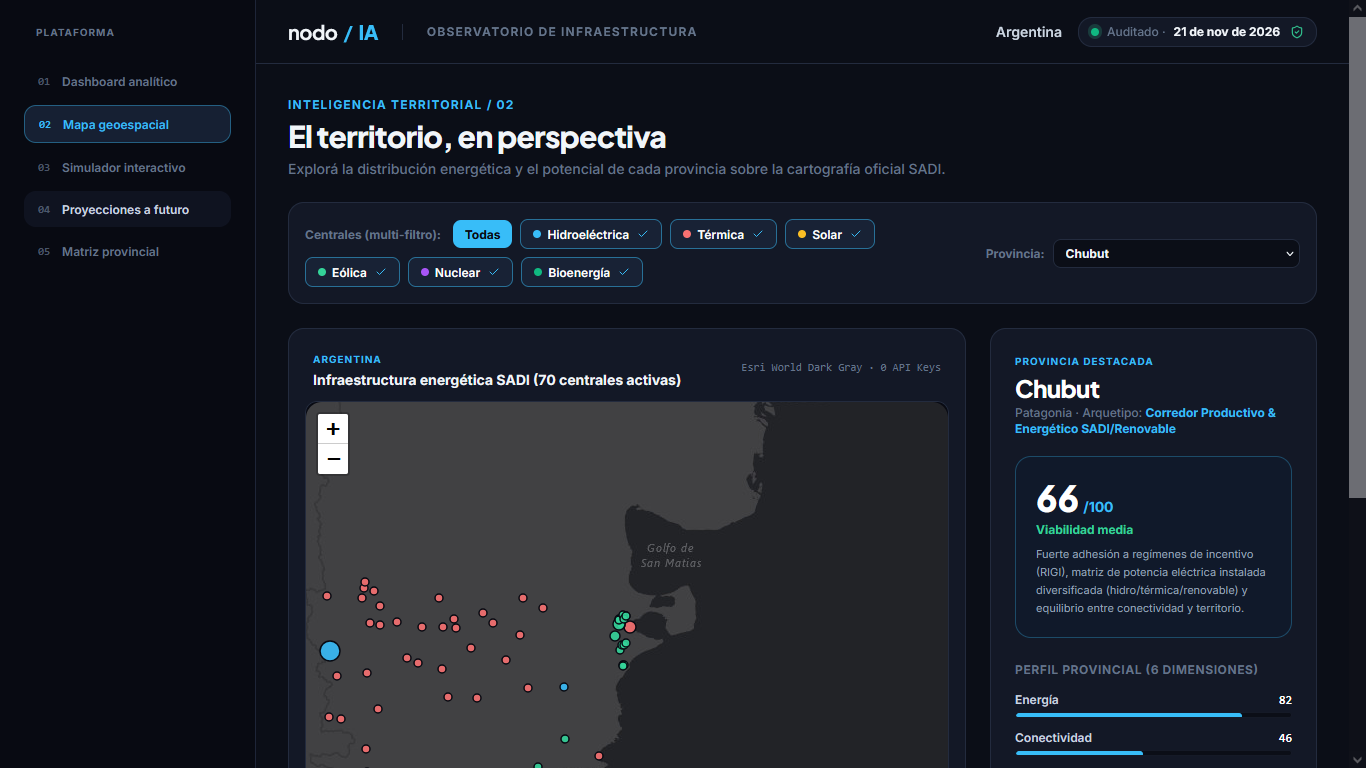 PLATAFORMA
01 Dashboard analítico
02 Mapa geoespacial
03 Simulador interactivo
04 Proyecciones a futuro
05 Matriz provincial
nodo / IA
OBSERVATORIO DE INFRAESTRUCTURA
Argentina
Auditado · 21 de nov de 2026
INTELIGENCIA TERRITORIAL / 02
El territorio, en perspectiva
Explorá la distribución energética y el potencial de cada provincia sobre la cartografía oficial SADI.
Centrales (multi-filtro): Todas Hidroeléctrica ✓ Térmica ✓ Solar ✓
Eólica ✓ Nuclear ✓ Bioenergía ✓
Provincia: Chubut
ARGENTINA
Infraestructura energética SADI (70 centrales activas)
Esri World Dark Gray · 0 API Keys
+
−
Golfo de
San Matias
PROVINCIA DESTACADA
Chubut
Patagonia · Arquetipo: Corredor Productivo &
Energético SADI/Renovable
66 /100
Viabilidad media
Fuerte adhesión a regímenes de incentivo
(RIGI), matriz de potencia eléctrica instalada
diversificada (hidro/térmica/renovable) y
equilibrio entre conectividad y territorio.
PERFIL PROVINCIAL (6 DIMENSIONES)
Energía 82
Conectividad 46